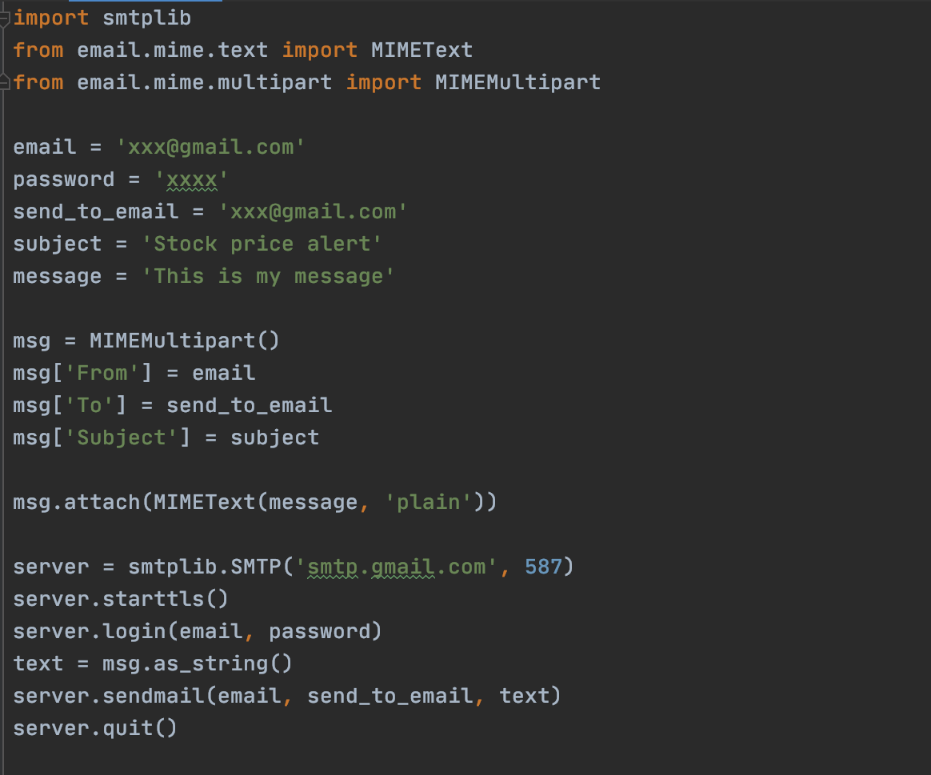 import smtplib
from email.mime.text import MIMEText
from email.mime.multipart import MIMEMultipart
email = 'xxx@gmail.com'
password = 'xxxx'
send_to_email = 'xxx@gmail.com'
subject = 'Stock price alert'
message = 'This is my message'
msg = MIMEMultipart()
msg['From'] = email
msg['To'] = send_to_email
msg['Subject'] = subject
msg.attach(MIMEText(message, 'plain'))
server = smtplib.SMTP('smtp.gmail.com', 587)
server.starttls()
server.login(email, password)
text = msg.as_string()
server.sendmail(email, send_to_email, text)
server.quit()